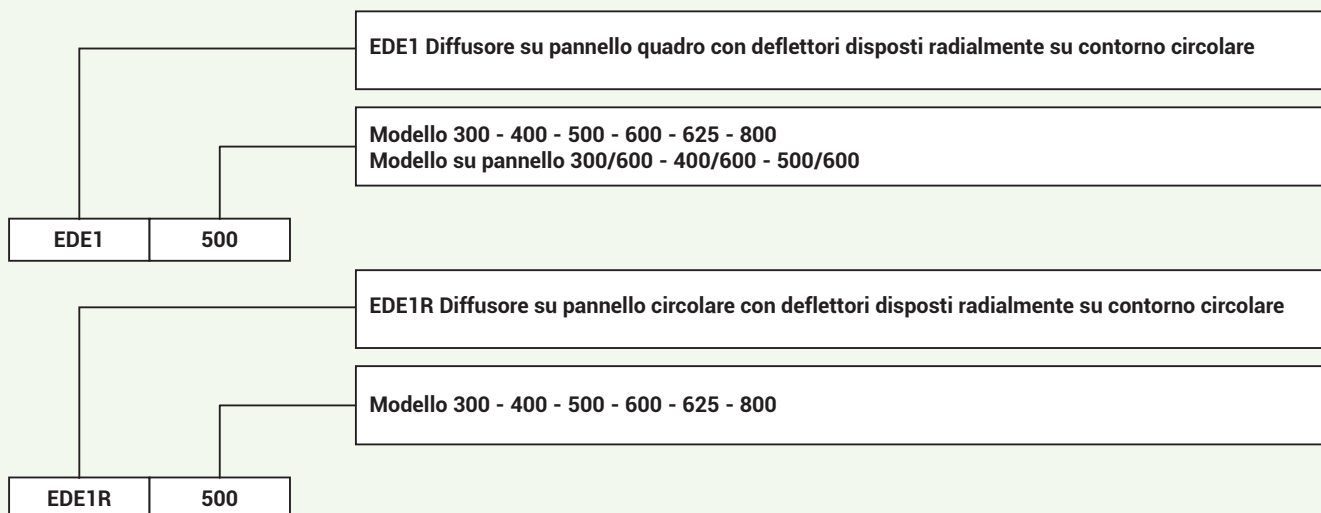 EDE1 Diffusore su pannello quadro con deflettori disposti radialmente su contorno circolare
Modello 300 - 400 - 500 - 600 - 625 - 800
Modello su pannello 300/600 - 400/600 - 500/600
EDE1 500
EDE1R Diffusore su pannello circolare con deflettori disposti radialmente su contorno circolare
Modello 300 - 400 - 500 - 600 - 625 - 800
EDE1R 500